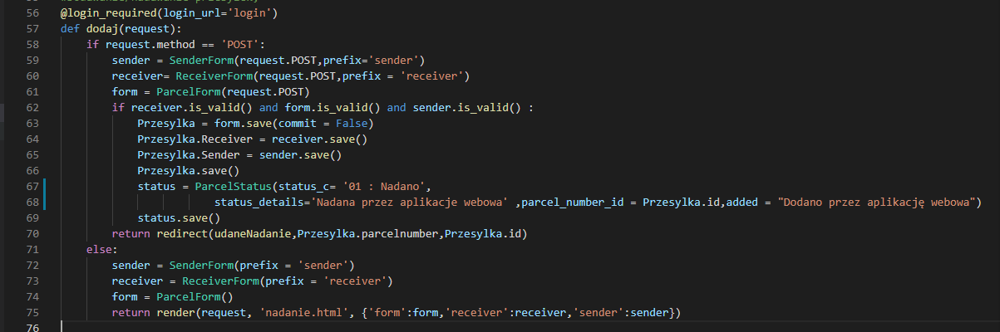 56 @login_required(login_url='login')
57 def dodaj(request):
58     if request.method == 'POST':
59         sender = SenderForm(request.POST,prefix='sender')
60         receiver= ReceiverForm(request.POST,prefix = 'receiver')
61         form = ParcelForm(request.POST)
62         if receiver.is_valid() and form.is_valid() and sender.is_valid() :
63             Przesylka = form.save(commit = False)
64             Przesylka.Receiver = receiver.save()
65             Przesylka.Sender = sender.save()
66             Przesylka.save()
67             status = ParcelStatus(status_c= '01 : Nadano',
68                         status_details='Nadana przez aplikacje webowa' ,parcel_number_id = Przesylka.id,added = "Dodano przez aplikację webowa")
69             status.save()
70         return redirect(udaneNadanie,Przesylka.parcelnumber,Przesylka.id)
71     else:
72         sender = SenderForm(prefix = 'sender')
73         receiver = ReceiverForm(prefix = 'receiver')
74         form = ParcelForm()
75         return render(request, 'nadanie.html', {'form':form,'receiver':receiver,'sender':sender})
76